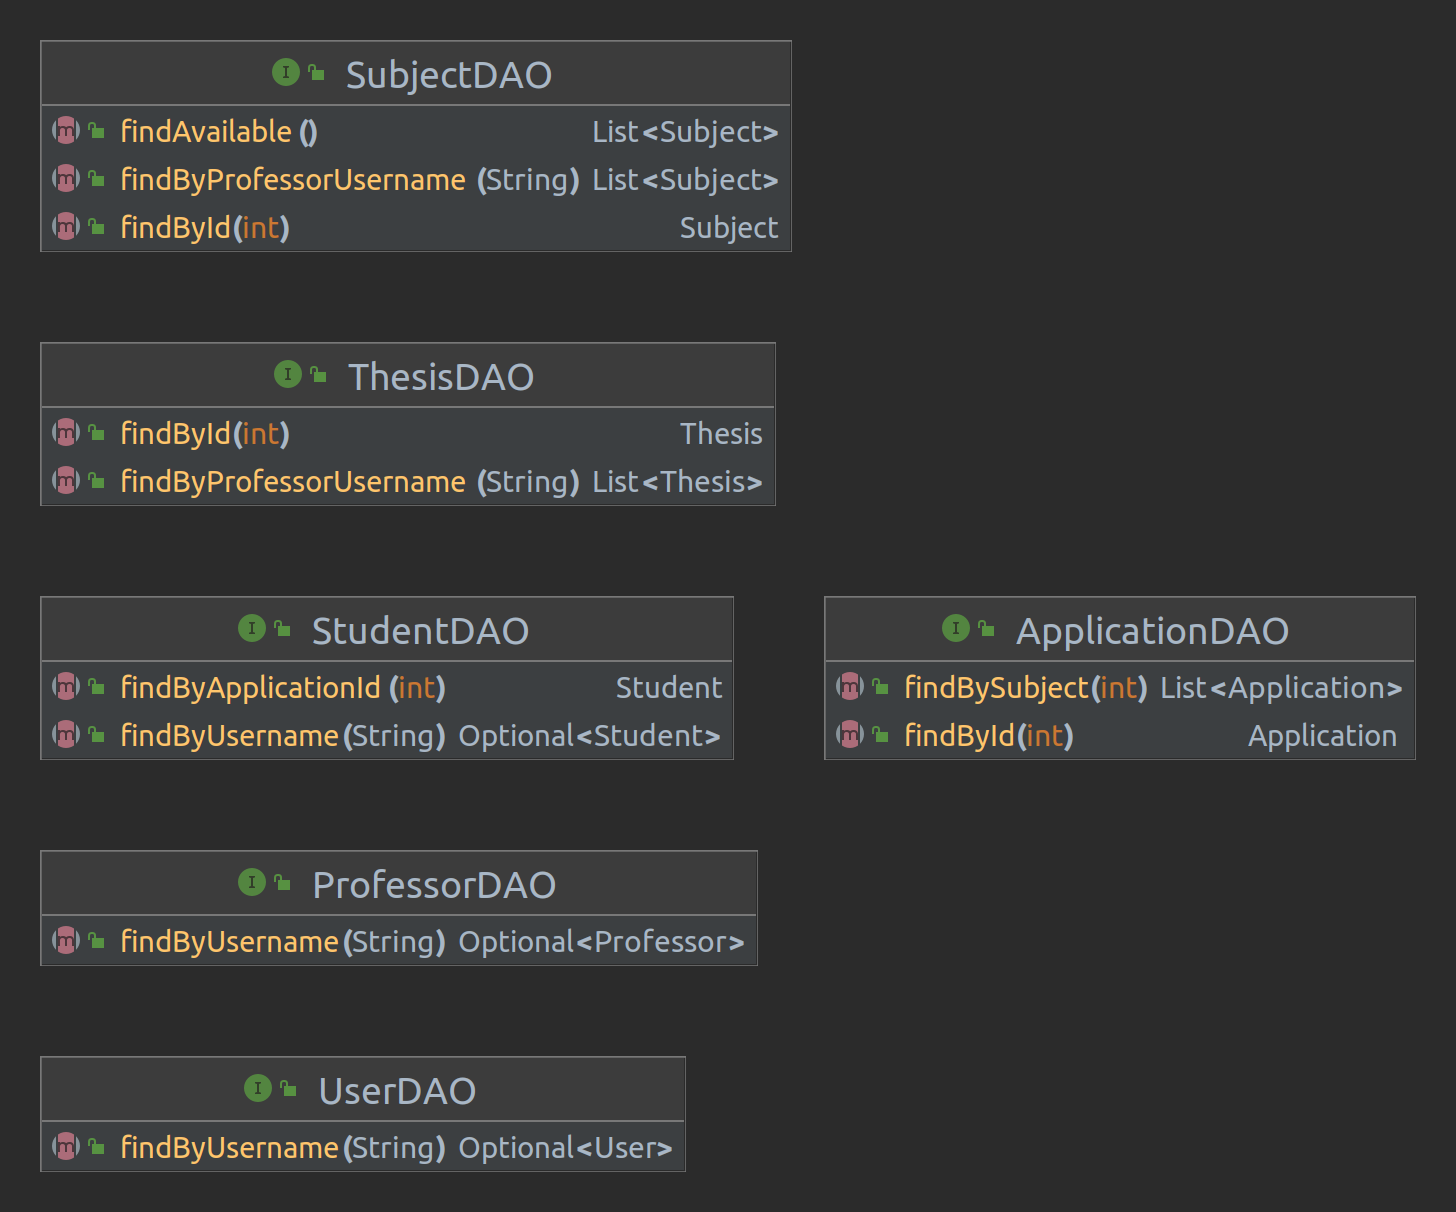 SubjectDAO
findAvailable () List<Subject>
findByProfessorUsername (String) List<Subject>
findById(int) Subject
ThesisDAO
findById(int) Thesis
findByProfessorUsername (String) List<Thesis>
StudentDAO
findByApplicationId (int) Student
findByUsername(String) Optional<Student>
ApplicationDAO
findBySubject(int) List<Application>
findById(int) Application
ProfessorDAO
findByUsername(String) Optional<Professor>
UserDAO
findByUsername(String) Optional<User>